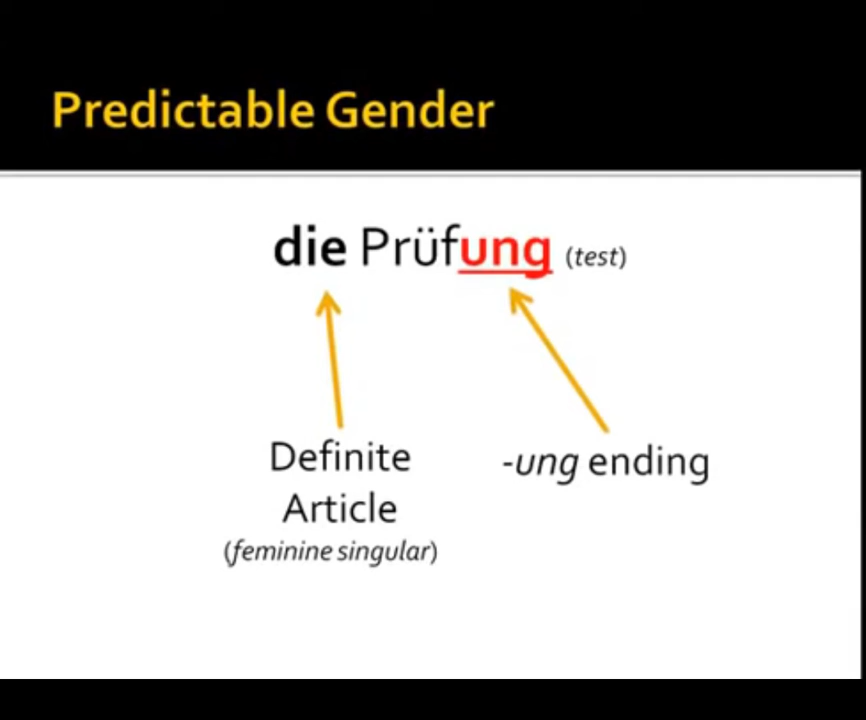 Predictable Gender
die Prüfung (test)
Definite
Article
(feminine singular)
-ung ending